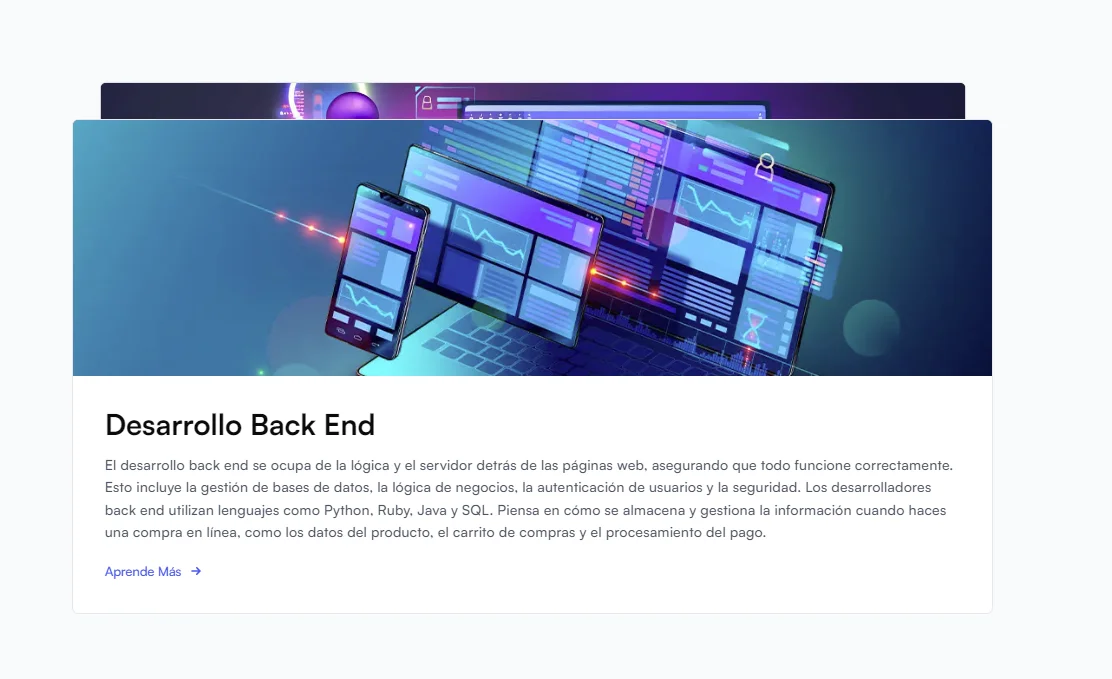 Desarrollo Back End
El desarrollo back end se ocupa de la lógica y el servidor detrás de las páginas web, asegurando que todo funcione correctamente.
Esto incluye la gestión de bases de datos, la lógica de negocios, la autenticación de usuarios y la seguridad. Los desarrolladores
back end utilizan lenguajes como Python, Ruby, Java y SQL. Piensa en cómo se almacena y gestiona la información cuando haces
una compra en línea, como los datos del producto, el carrito de compras y el procesamiento del pago.
Aprende Más